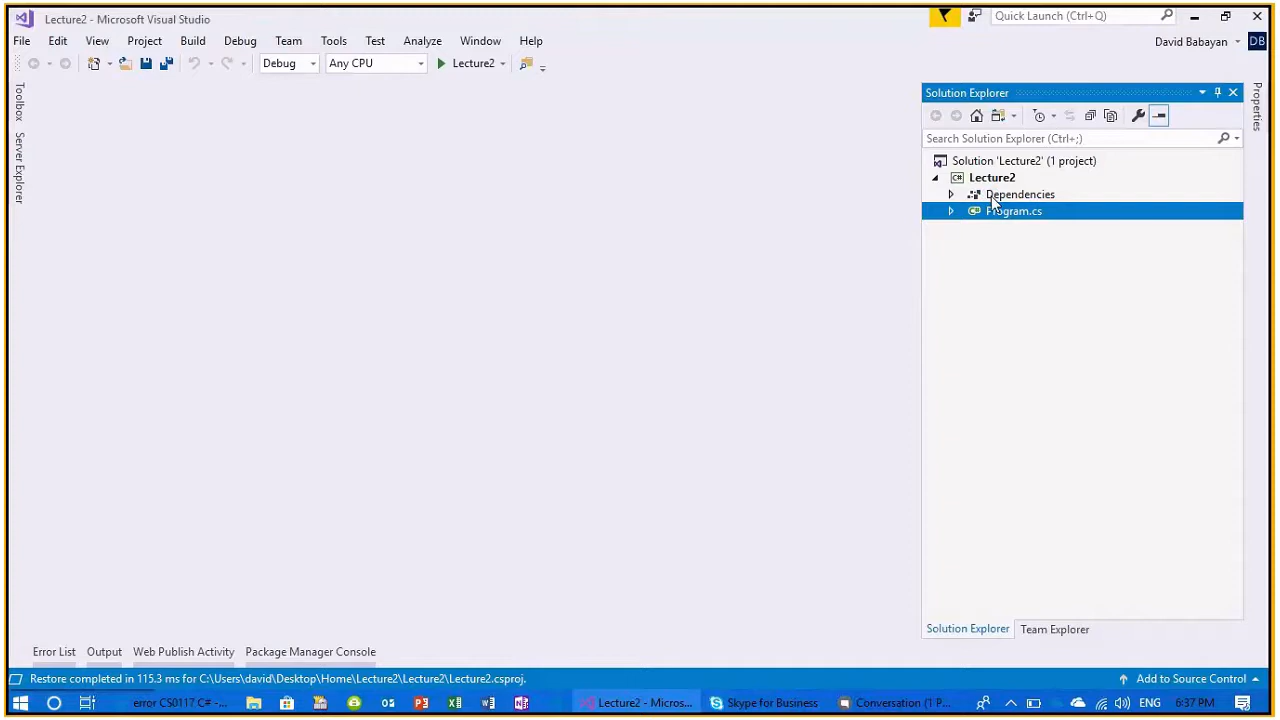 Lecture2 - Microsoft Visual Studio
Quick Launch (Ctrl+Q)
File Edit View Project Build Debug Team Tools Test Analyze Window Help
David Babayan DB
Debug Any CPU Lecture2
Toolbox
Server Explorer
Solution Explorer
Properties
Search Solution Explorer (Ctrl+;)
Solution 'Lecture2' (1 project)
C# Lecture2
Dependencies
C# Program.cs
Solution Explorer Team Explorer
Error List Output Web Publish Activity Package Manager Console
Restore completed in 115.3 ms for C:\Users\david\Desktop\Home\Lecture2\Lecture2\Lecture2.csproj.
Add to Source Control
error CS0117 C# -... Lecture2 - Micros... Skype for Business Conversation (1 P... ENG 6:37 PM